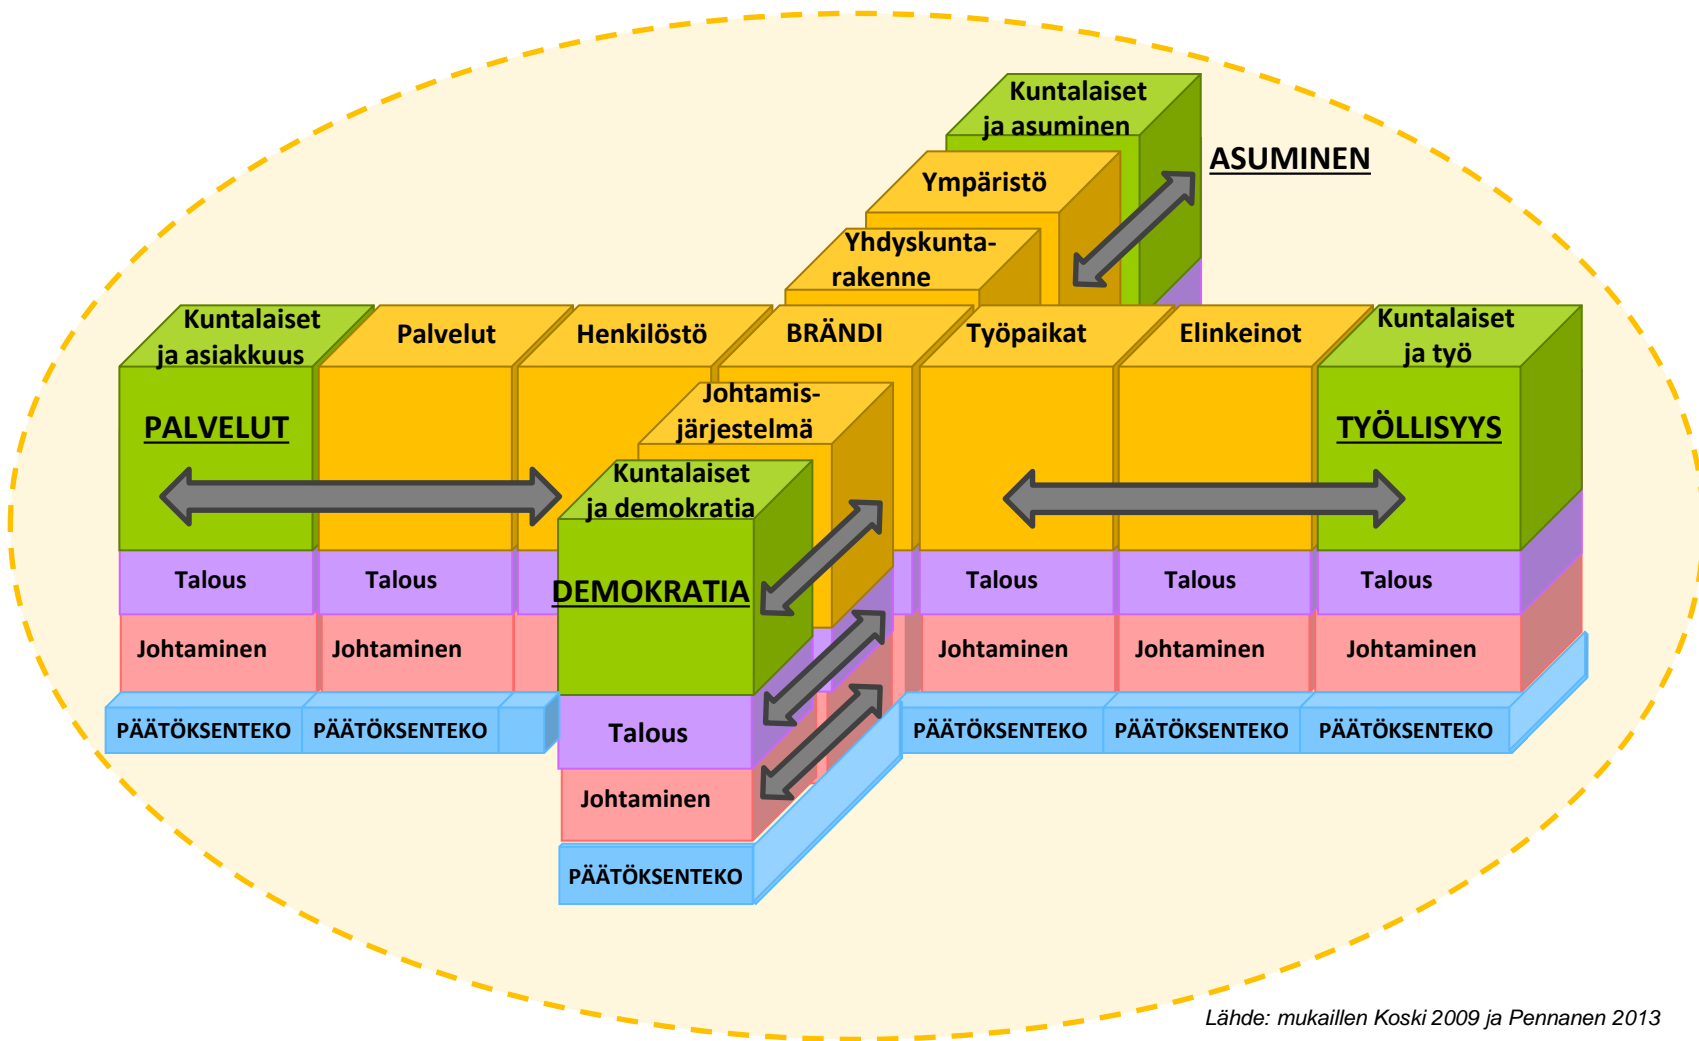 Kuntalaiset
ja asuminen
ASUMINEN
Ympäristö
Yhdyskunta-
rakenne
Kuntalaiset
ja asiakkuus
Palvelut
Henkilöstö
BRÄNDI
Työpaikat
Elinkeinot
Kuntalaiset
ja työ
PALVELUT
Johtamis-
järjestelmä
TYÖLLISYYS
Kuntalaiset
ja demokratia
DEMOKRATIA
Talous
Talous
Talous
Talous
Talous
Johtaminen
Johtaminen
Johtaminen
Johtaminen
Johtaminen
PÄÄTÖKSENTEKO
PÄÄTÖKSENTEKO
PÄÄTÖKSENTEKO
PÄÄTÖKSENTEKO
PÄÄTÖKSENTEKO
Talous
Johtaminen
PÄÄTÖKSENTEKO
Lähde: mukaillen Koski 2009 ja Pennanen 2013